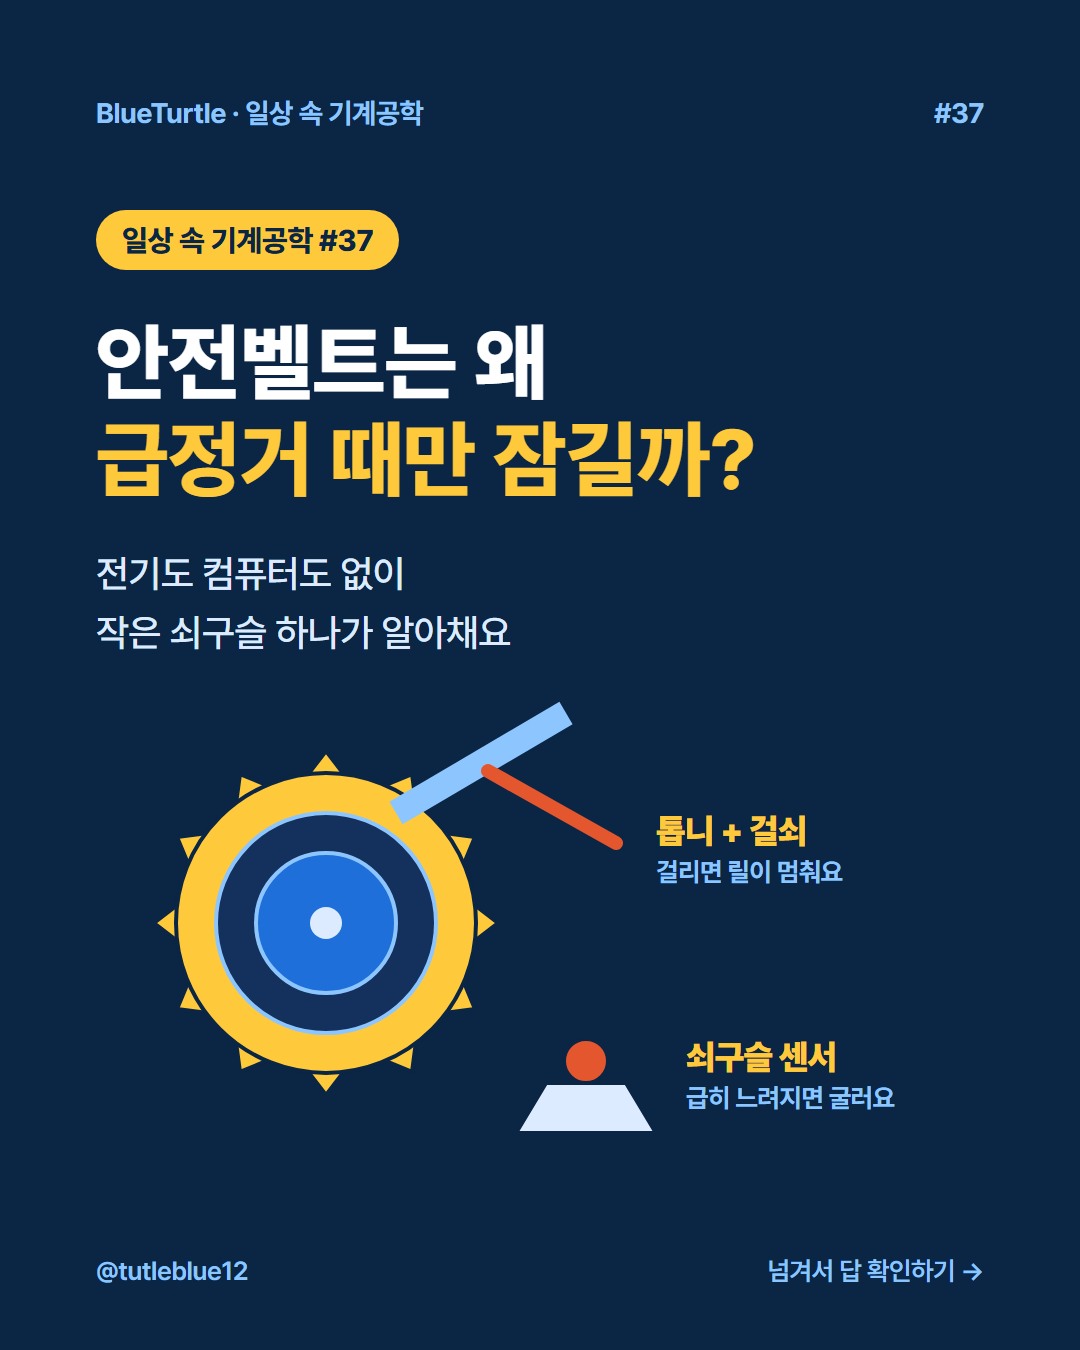 BlueTurtle · 일상 속 기계공학
#37
일상 속 기계공학 #37
안전벨트는 왜
급정거 때만 잠길까?
전기도 컴퓨터도 없이
작은 쇠구슬 하나가 알아채요
톱니 + 걸쇠
걸리면 릴이 멈춰요
쇠구슬 센서
급히 느려지면 굴러요
@tutleblue12
넘겨서 답 확인하기 →